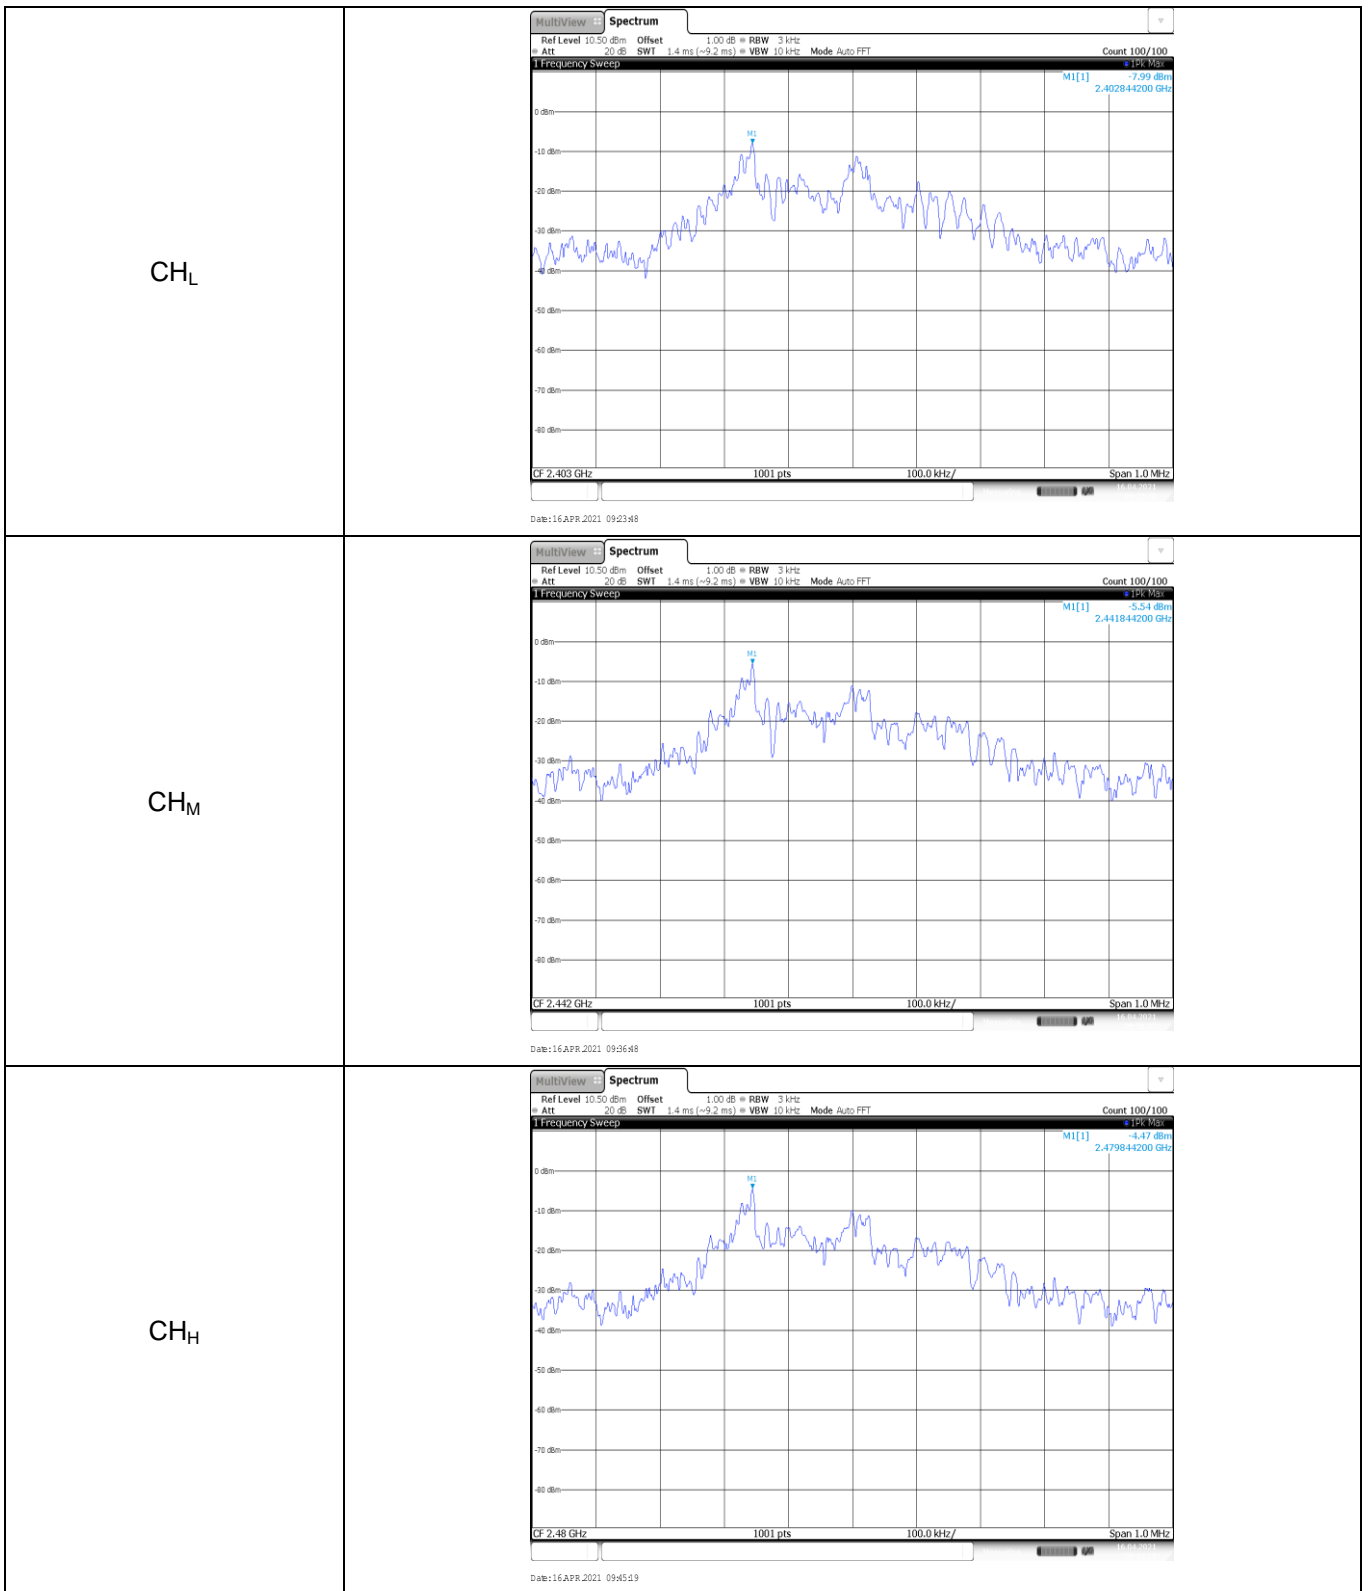 CHL
MultiView Spectrum
Ref Level 10.50 dBm Offset 1.00 dB RBW 3 kHz
Att 20 dB SWT 1.4 ms (~9.2 ms) VBW 10 kHz Mode Auto FFT Count 100/100
1 Frequency Sweep 1Pk Max
M1[1] -7.99 dBm
2.402844200 GHz
0 dBm
M1
-10 dBm
-20 dBm
-30 dBm
-40 dBm
-50 dBm
-60 dBm
-70 dBm
-80 dBm
CF 2.403 GHz 1001 pts 100.0 kHz/ Span 1.0 MHz
16.04.2021
Date:16.APR.2021 09:23:48
CHM
MultiView Spectrum
Ref Level 10.50 dBm Offset 1.00 dB RBW 3 kHz
Att 20 dB SWT 1.4 ms (~9.2 ms) VBW 10 kHz Mode Auto FFT Count 100/100
1 Frequency Sweep 1Pk Max
M1[1] -5.54 dBm
2.441844200 GHz
0 dBm
M1
-10 dBm
-20 dBm
-30 dBm
-40 dBm
-50 dBm
-60 dBm
-70 dBm
-80 dBm
CF 2.442 GHz 1001 pts 100.0 kHz/ Span 1.0 MHz
16.04.2021
Date:16.APR.2021 09:36:48
CHH
MultiView Spectrum
Ref Level 10.50 dBm Offset 1.00 dB RBW 3 kHz
Att 20 dB SWT 1.4 ms (~9.2 ms) VBW 10 kHz Mode Auto FFT Count 100/100
1 Frequency Sweep 1Pk Max
M1[1] -4.47 dBm
2.479844200 GHz
0 dBm
M1
-10 dBm
-20 dBm
-30 dBm
-40 dBm
-50 dBm
-60 dBm
-70 dBm
-80 dBm
CF 2.48 GHz 1001 pts 100.0 kHz/ Span 1.0 MHz
16.04.2021
Date:16.APR.2021 09:45:19